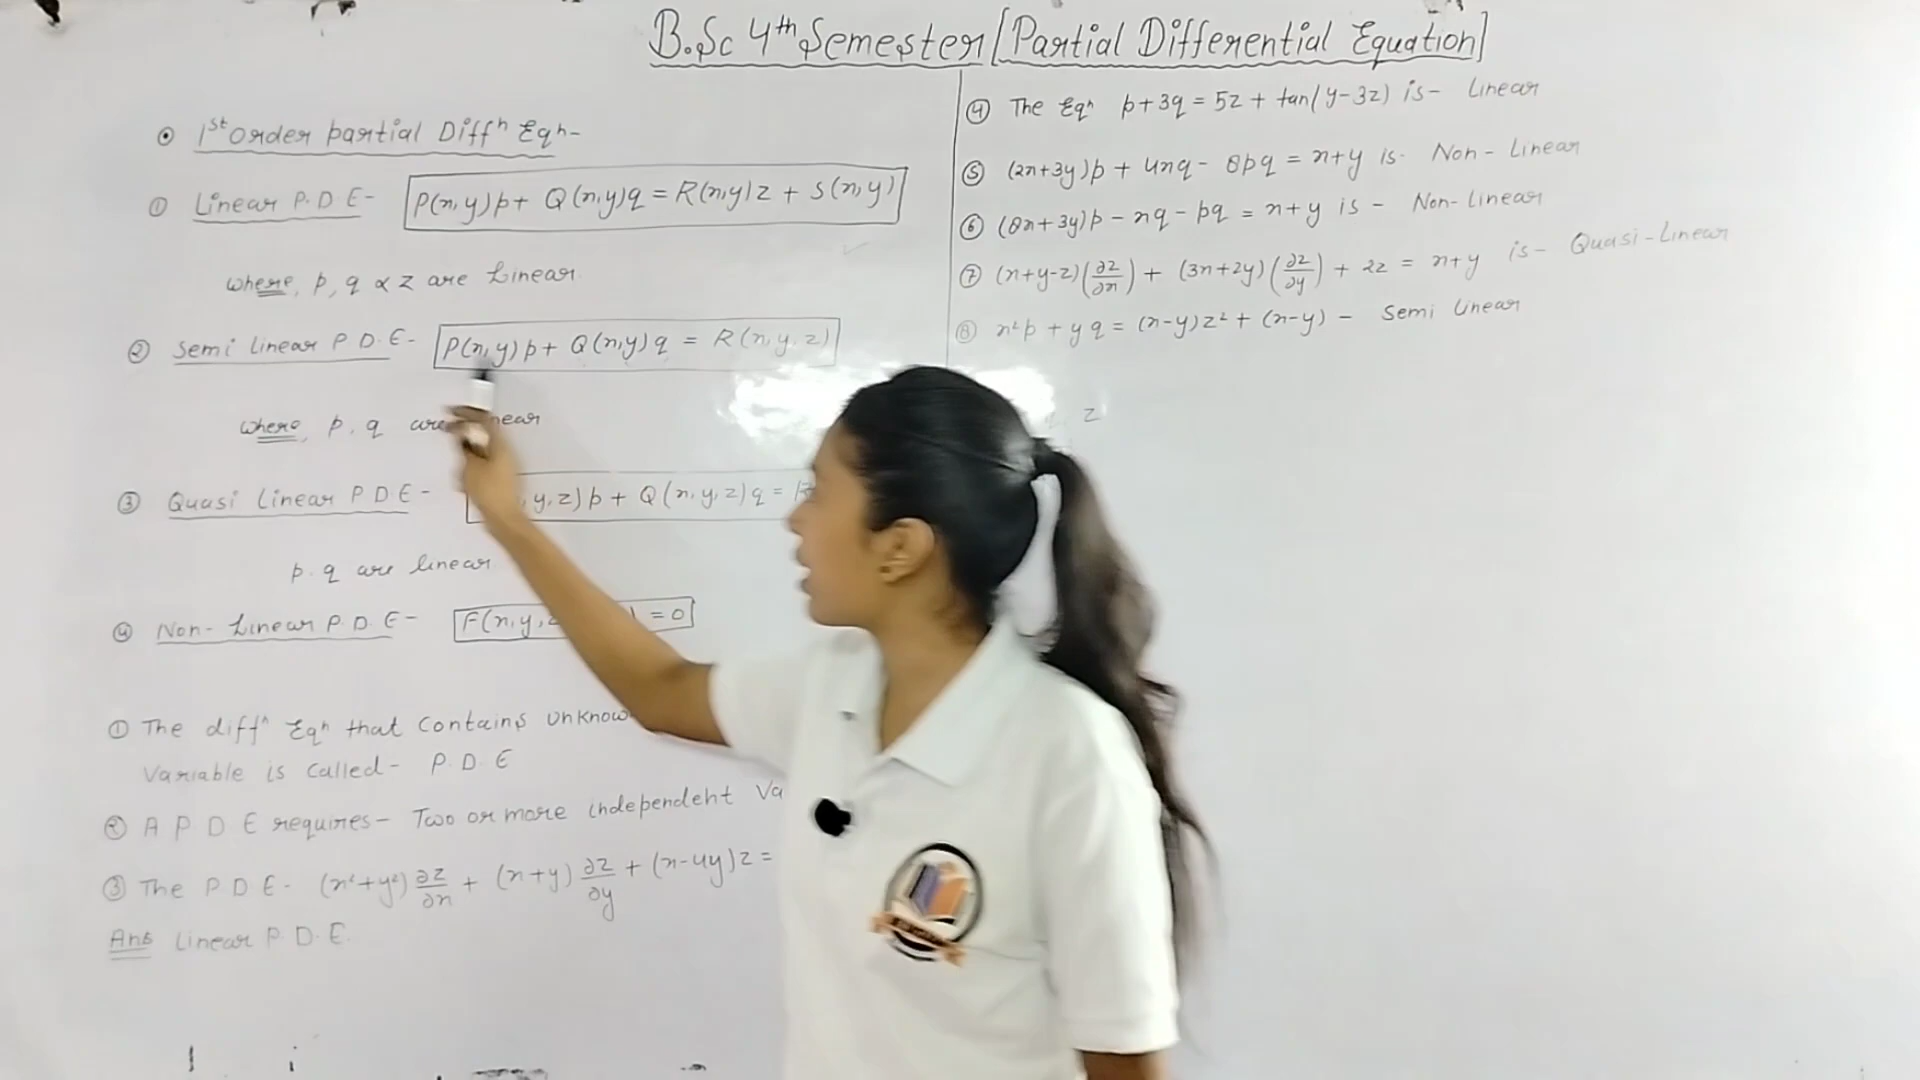 B.Sc 4th Semester [Partial Differential Equation]
1st Order partial Diffn Eqn-
① Linear P.D.E- P(x,y)p + Q(x,y)q = R(x,y)z + S(x,y)
where, p, q & z are Linear.
② Semi linear P.D.E- P(x,y)p + Q(x,y)q = R(x,y,z)
where, p, q are
③ Quasi Linear P.D.E- y,z)p + Q(x,y,z)q =
p. q are linear
④ Non-Linear P.D.E- F(x,y, =0
① The diffn Eqn that contains unknow
variable is called- P.D.E
② A P.D.E requires- Two or more independent va
③ The P.D.E- (x²+y²) ∂z/∂x + (x+y) ∂z/∂y + (x-4y)z =
Ans Linear P.D.E.
④ The Eqn p+3q = 5z + tan(y-3z) is- Linear
⑤ (2x+3y)p + 4xq - 8pq = x+y is- Non-Linear
⑥ (8x+3y)p - xq - pq = x+y is- Non-Linear
⑦ (x+y-z)(∂z/∂x) + (3x+2y)(∂z/∂y) + 2z = x+y is- Quasi-Linear
⑧ x²p + yq = (x-y)z² + (x-y) - Semi Linear
z